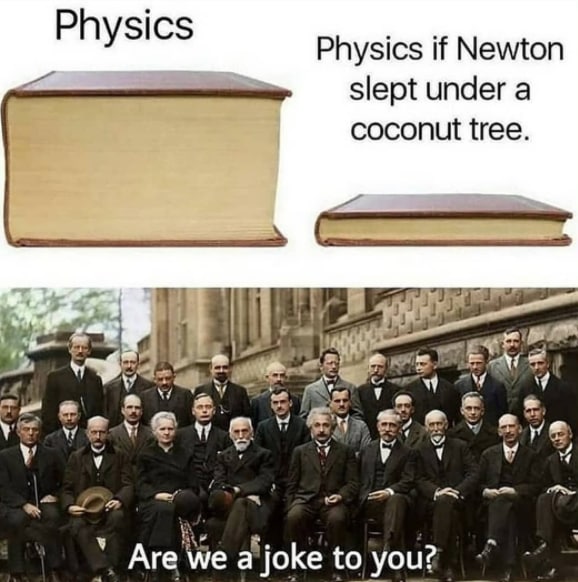 Physics
Physics if Newton
slept under a
coconut tree.
Are we a joke to you?